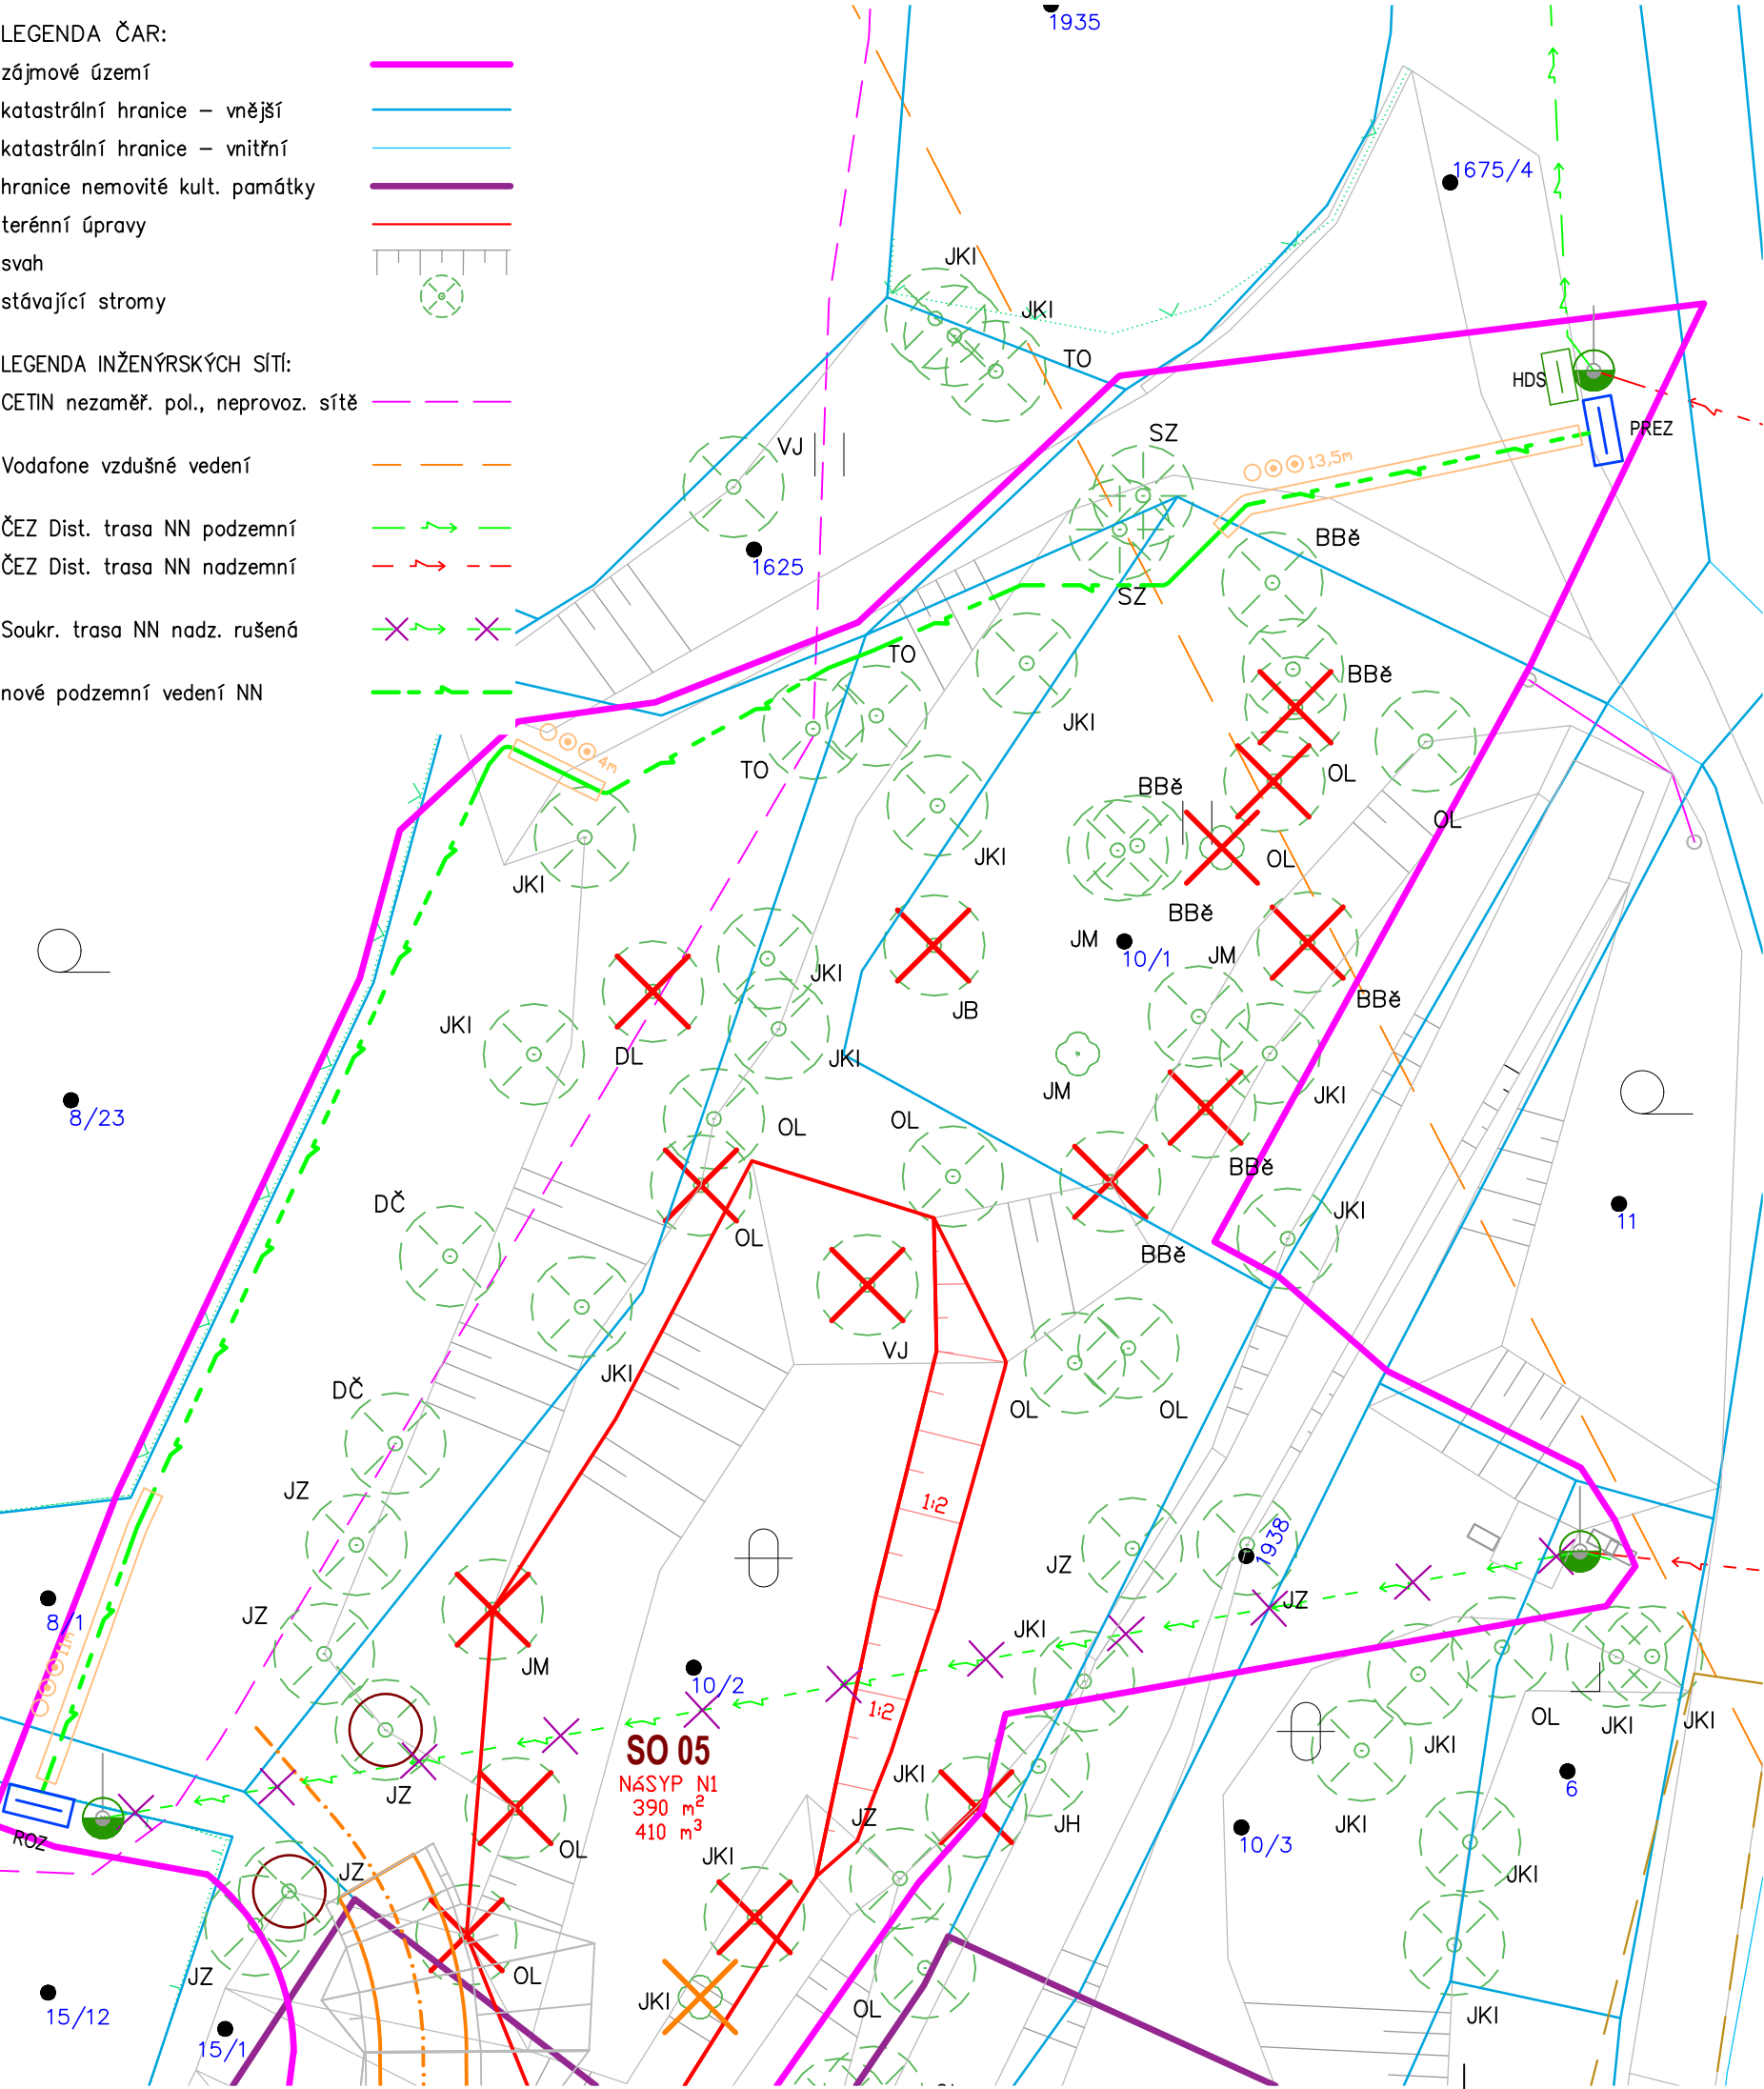 LEGENDA ČAR:
zájmové území
katastrální hranice – vnější
katastrální hranice – vnitřní
hranice nemovité kult. památky
terénní úpravy
svah
stávající stromy
LEGENDA INŽENÝRSKÝCH SÍTÍ:
CETIN nezaměř. pol., neprovoz. sítě
Vodafone vzdušné vedení
ČEZ Dist. trasa NN podzemní
ČEZ Dist. trasa NN nadzemní
Soukr. trasa NN nadz. rušená
nové podzemní vedení NN
1935
1675/4
JKI
JKI
TO
HDS
PREZ
SZ
VJ
13,5m
BBě
1625
SZ
TO
BBě
JKI
TO
4m
OL
BBě
OL
JKI
OL
JKI
BBě
JM
10/1
JM
JKI
BBě
JB
JKI
DL
JKI
JM
JKI
8/23
OL
OL
BBě
DČ
JKI
11
OL
BBě
VJ
JKI
DČ
OL
OL
JZ
1:2
1938
JZ
JZ
JZ
8/1
11m
JKI
JM
10/2
1:2
OL
JKI
JKI
JKI
SO 05
NÁSYP N1
390 m²
410 m³
JKI
6
JZ
JZ
JH
JKI
10/3
ROZ
OL
JKI
JZ
JKI
JZ
OL
JKI
OL
JKI
15/12
15/1